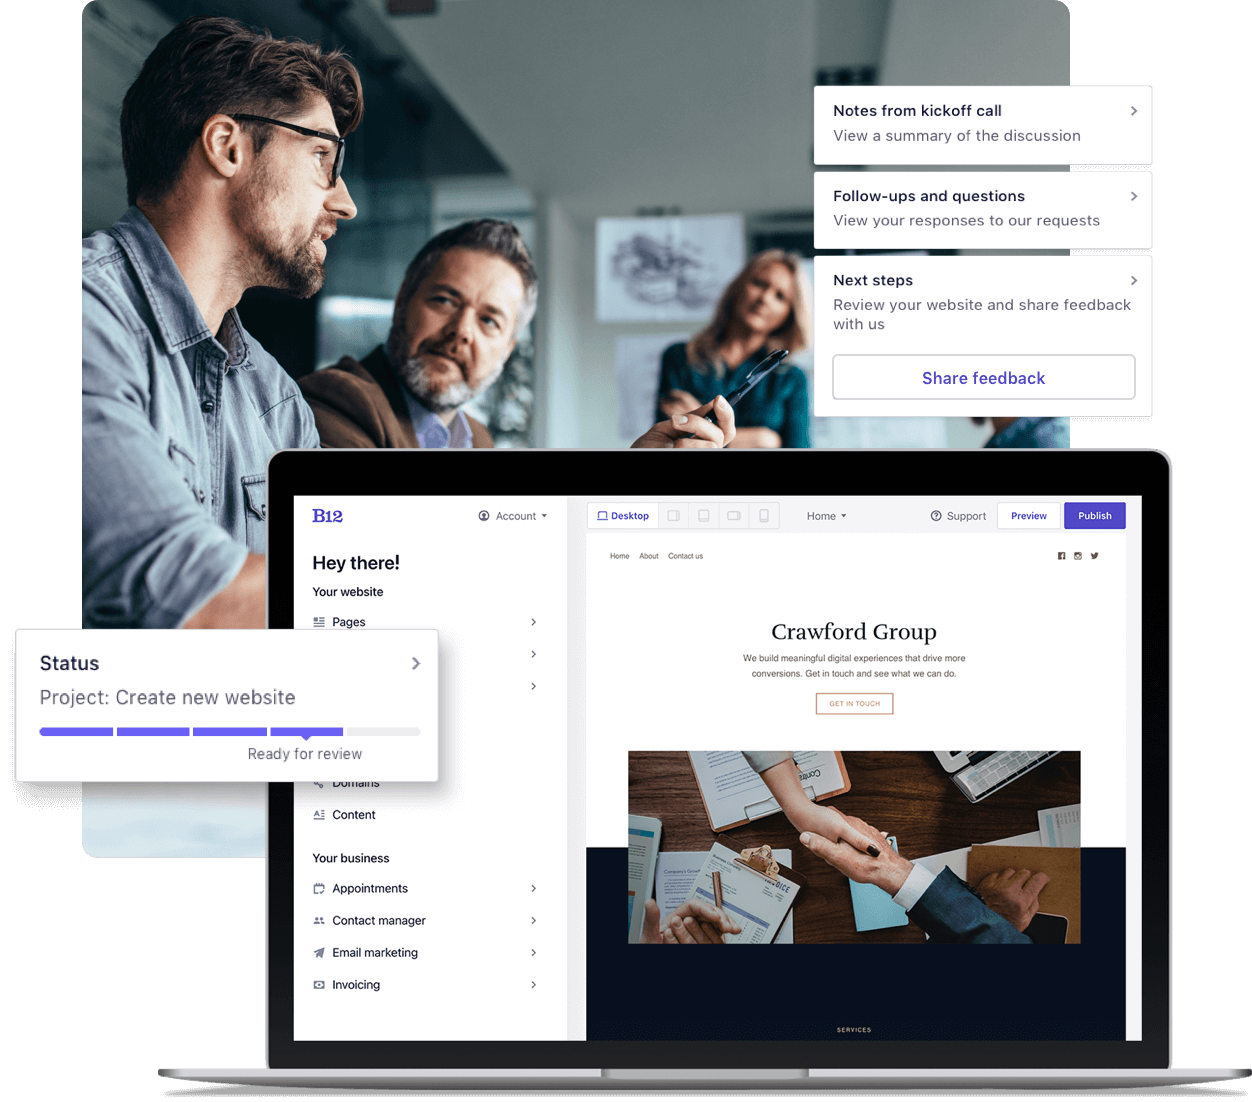 Notes from kickoff call
View a summary of the discussion
Follow-ups and questions
View your responses to our requests
Next steps
Review your website and share feedback
with us
Share feedback
B12
Account
Hey there!
Your website
Pages
Status
Project: Create new website
Ready for review
Domains
Content
Your business
Appointments
Contact manager
Email marketing
Invoicing
Desktop
Home
Support
Preview
Publish
Home About Contact us
Crawford Group
We build meaningful digital experiences that drive more
conversions. Get in touch and see what we can do.
GET IN TOUCH
Contract
Company's Growth
INVOICE
SERVICES